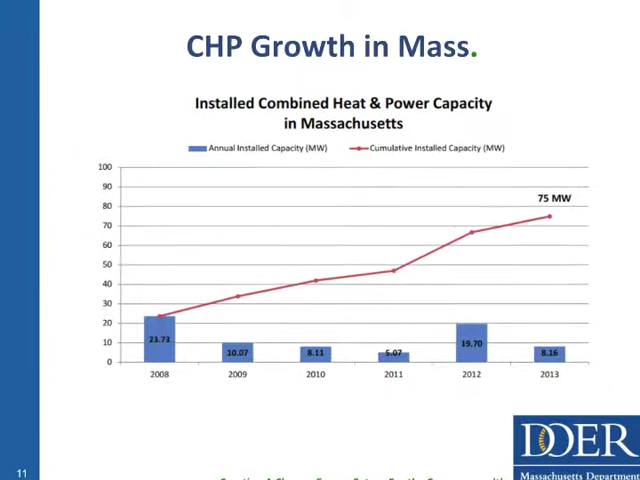 CHP Growth in Mass.
Installed Combined Heat & Power Capacity
in Massachusetts
Annual Installed Capacity (MW) Cumulative Installed Capacity (MW)
100
90
80
70
60
50
40
30
20
10
0
75 MW
23.73 10.07 8.11 5.07 19.70 8.16
2008 2009 2010 2011 2012 2013
11
DOER
Massachusetts Department